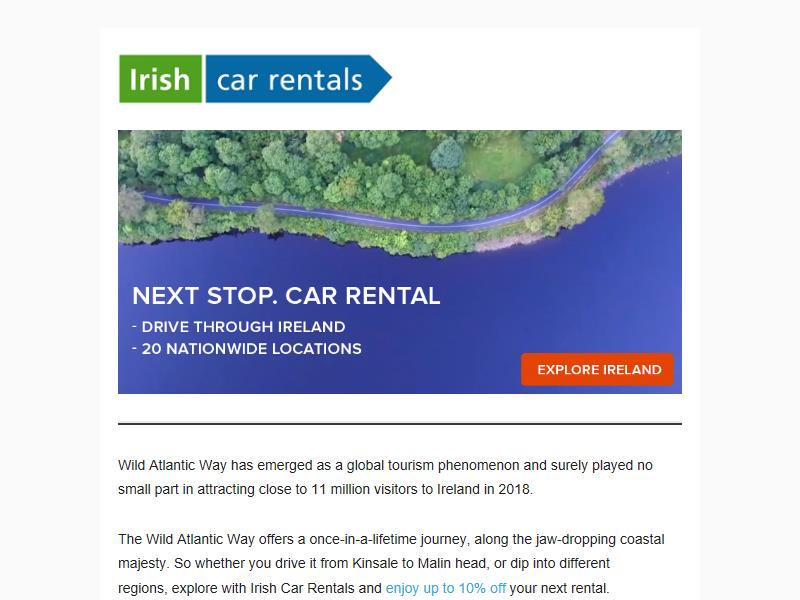 Irish car rentals
NEXT STOP. CAR RENTAL
- DRIVE THROUGH IRELAND
- 20 NATIONWIDE LOCATIONS
EXPLORE IRELAND
Wild Atlantic Way has emerged as a global tourism phenomenon and surely played no
small part in attracting close to 11 million visitors to Ireland in 2018.
The Wild Atlantic Way offers a once-in-a-lifetime journey, along the jaw-dropping coastal
majesty. So whether you drive it from Kinsale to Malin head, or dip into different
regions, explore with Irish Car Rentals and enjoy up to 10% off your next rental.